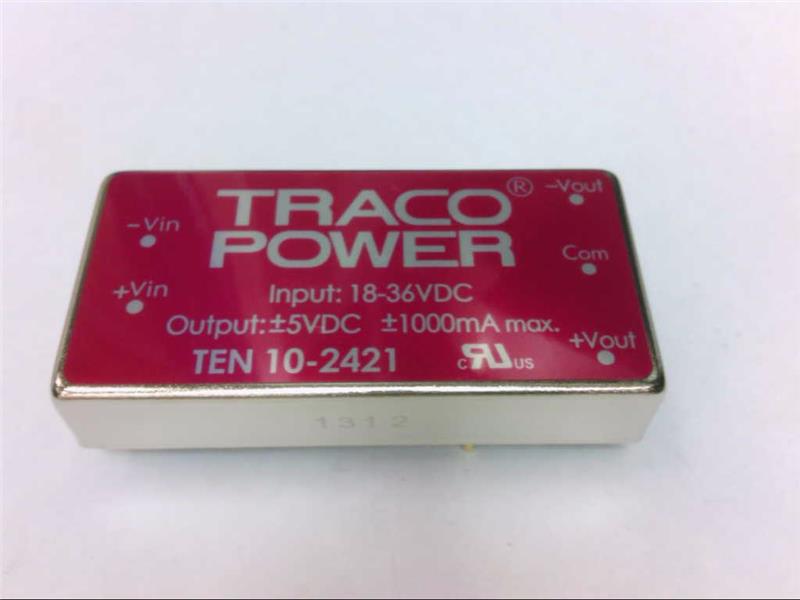 TRACO®
POWER
-Vin
+Vin
-Vout
Com
+Vout
Input: 18-36VDC
Output: ±5VDC ±1000mA max.
TEN 10-2421
c RU US
1312